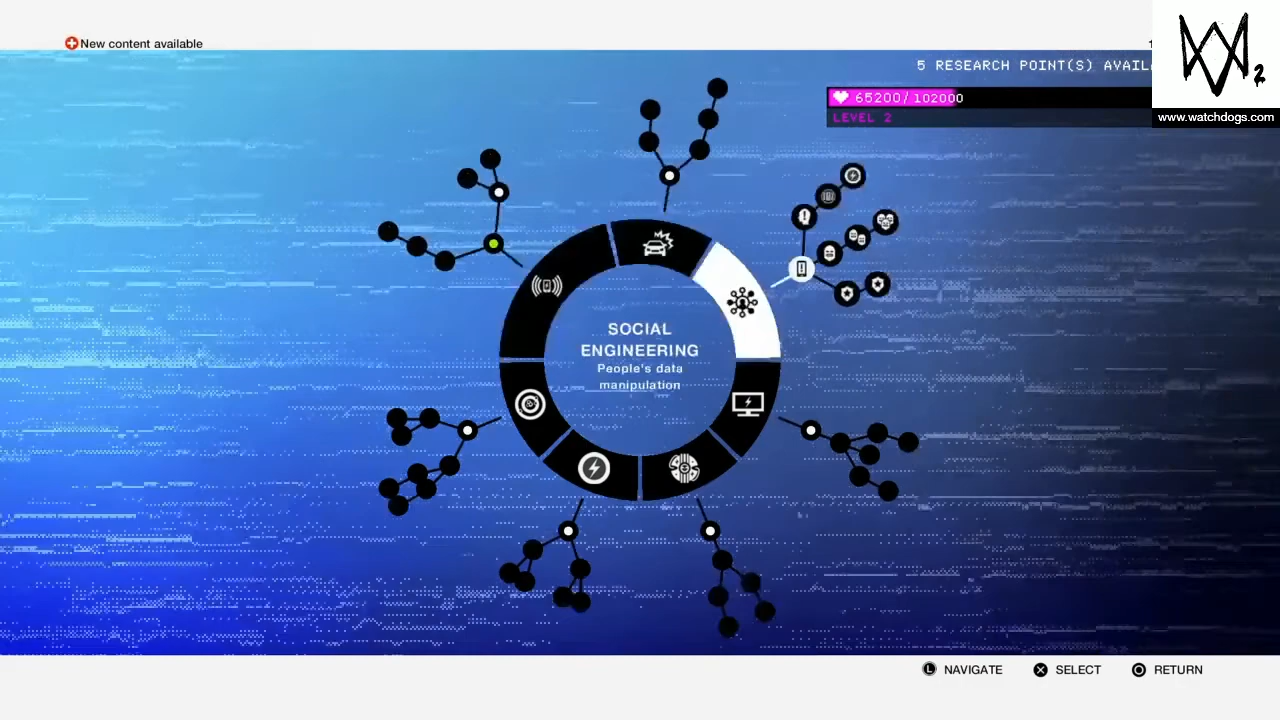 New content available
5 RESEARCH POINT(S)
65200/102000
LEVEL 2
2
www.watchdogs.com
SOCIAL
ENGINEERING
People's data
manipulation
L NAVIGATE
SELECT
RETURN